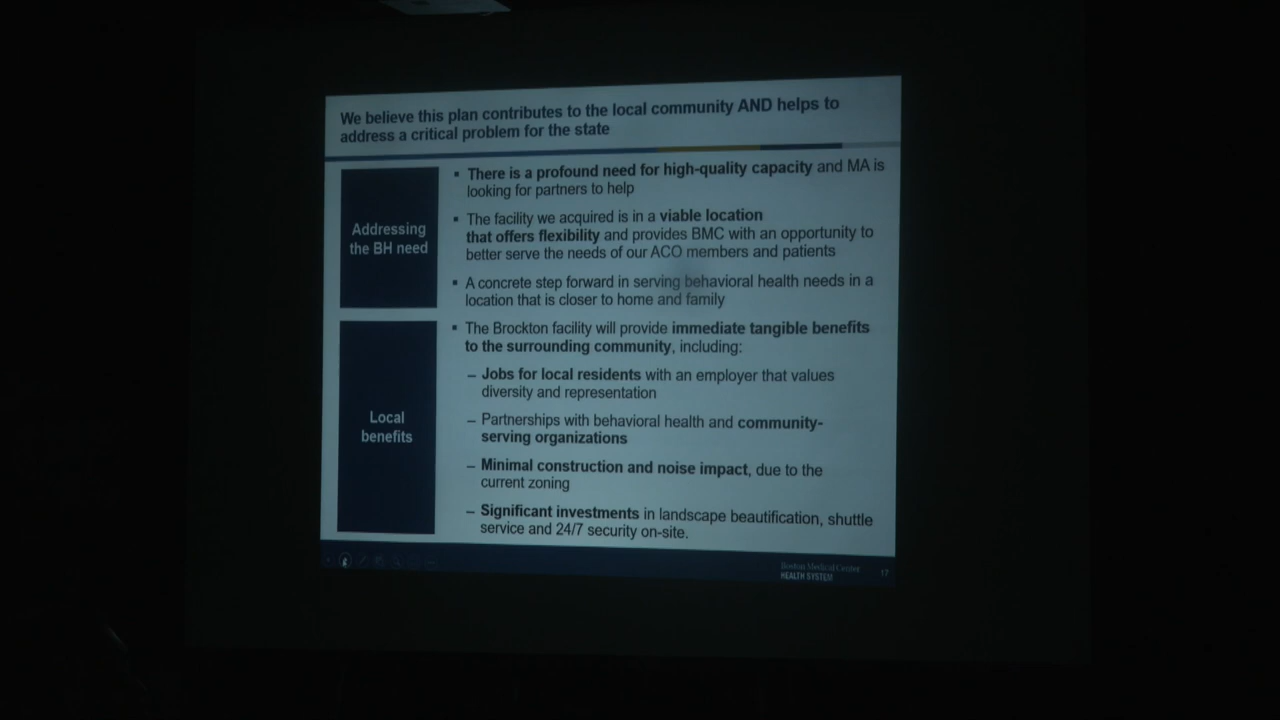 We believe this plan contributes to the local community AND helps to
address a critical problem for the state
Addressing
the BH need
▪ There is a profound need for high-quality capacity and MA is
looking for partners to help
▪ The facility we acquired is in a viable location
that offers flexibility and provides BMC with an opportunity to
better serve the needs of our ACO members and patients
▪ A concrete step forward in serving behavioral health needs in a
location that is closer to home and family
Local
benefits
▪ The Brockton facility will provide immediate tangible benefits
to the surrounding community, including:
– Jobs for local residents with an employer that values
diversity and representation
– Partnerships with behavioral health and community-
serving organizations
– Minimal construction and noise impact, due to the
current zoning
– Significant investments in landscape beautification, shuttle
service and 24/7 security on-site.
Boston Medical Center
HEALTH SYSTEM
17